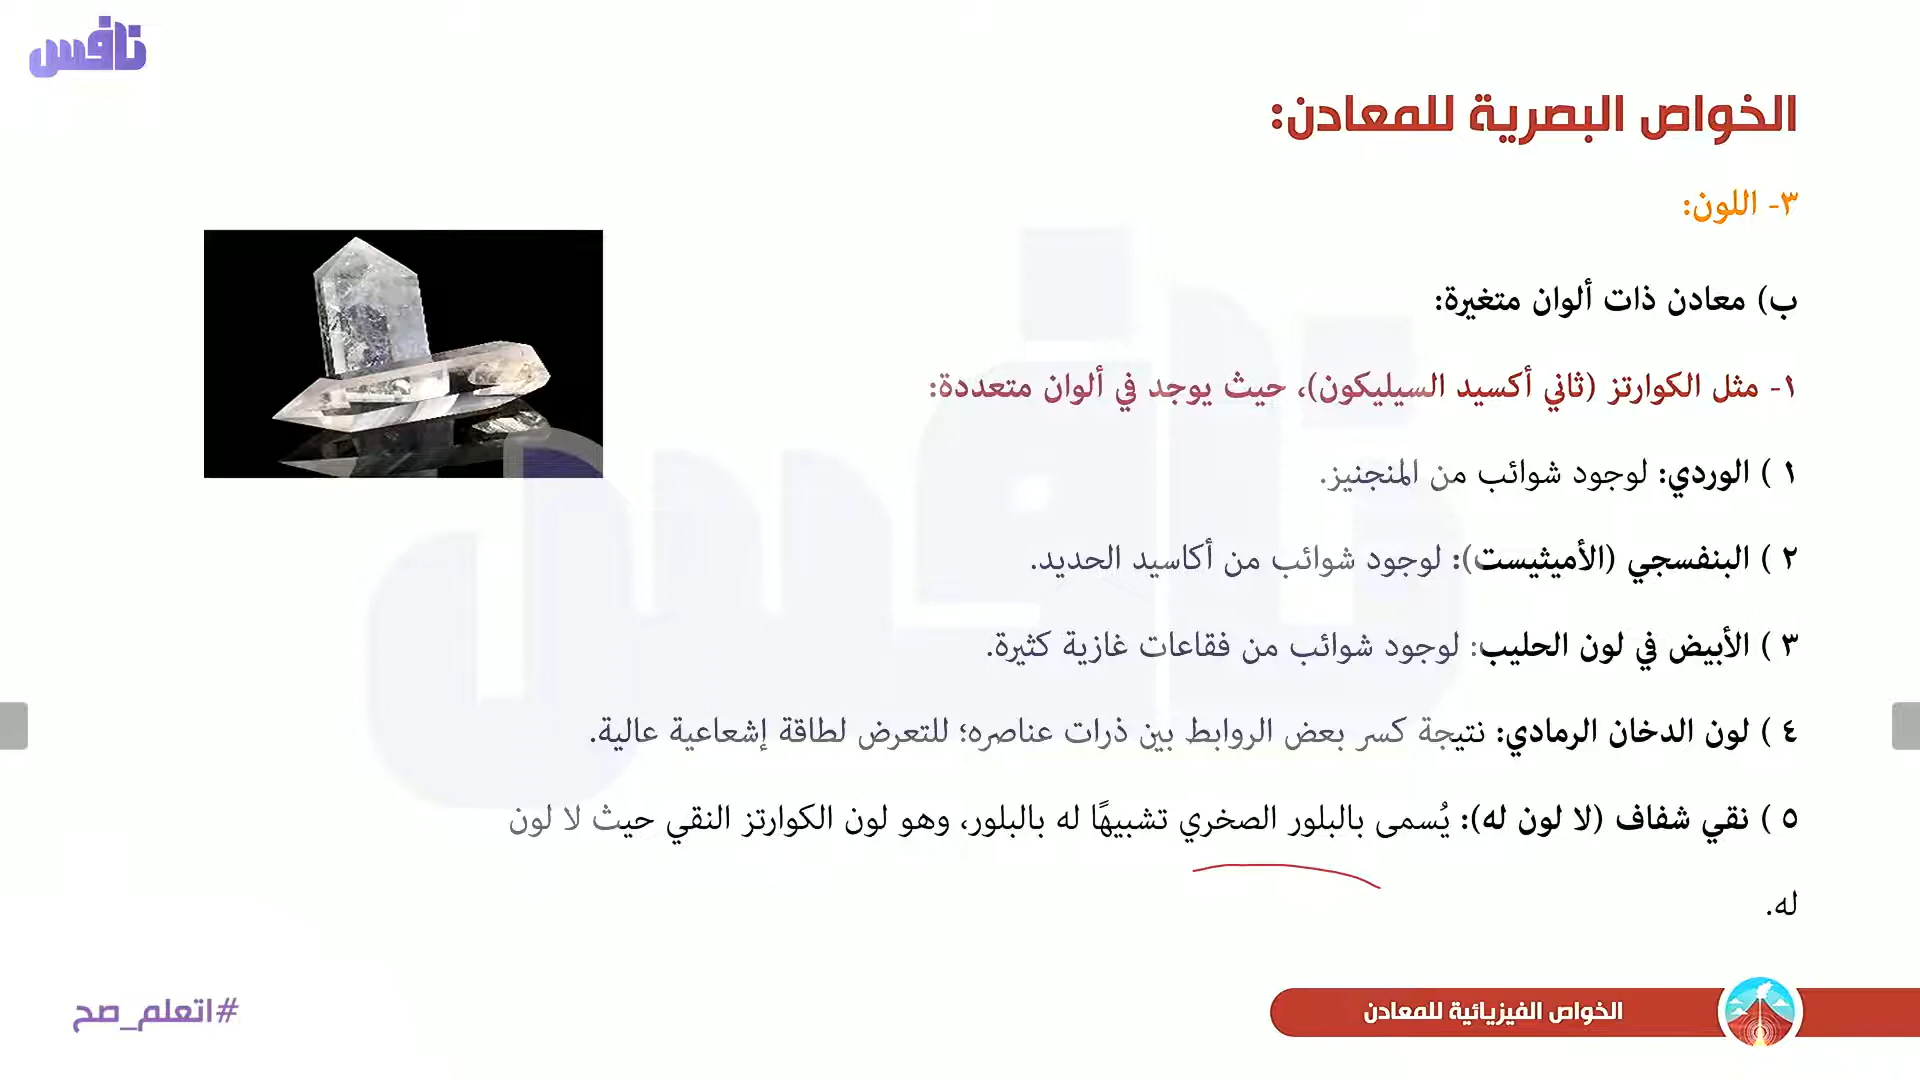 نافس
الخواص البصرية للمعادن:
٣- اللون:
ب) معادن ذات ألوان متغيرة:
١- مثل الكوارتز (ثاني أكسيد السيليكون)، حيث يوجد في ألوان متعددة:
١ ) الوردي: لوجود شوائب من المنجنيز.
٢ ) البنفسجي (الأميثيست): لوجود شوائب من أكاسيد الحديد.
٣ ) الأبيض في لون الحليب: لوجود شوائب من فقاعات غازية كثيرة.
٤ ) لون الدخان الرمادي: نتيجة كسر بعض الروابط بين ذرات عناصره؛ للتعرض لطاقة إشعاعية عالية.
٥ ) نقي شفاف (لا لون له): يُسمى بالبلور الصخري تشبيهًا له بالبلور، وهو لون الكوارتز النقي حيث لا لون
له.
الخواص الفيزيائية للمعادن
#اتعلم_صح